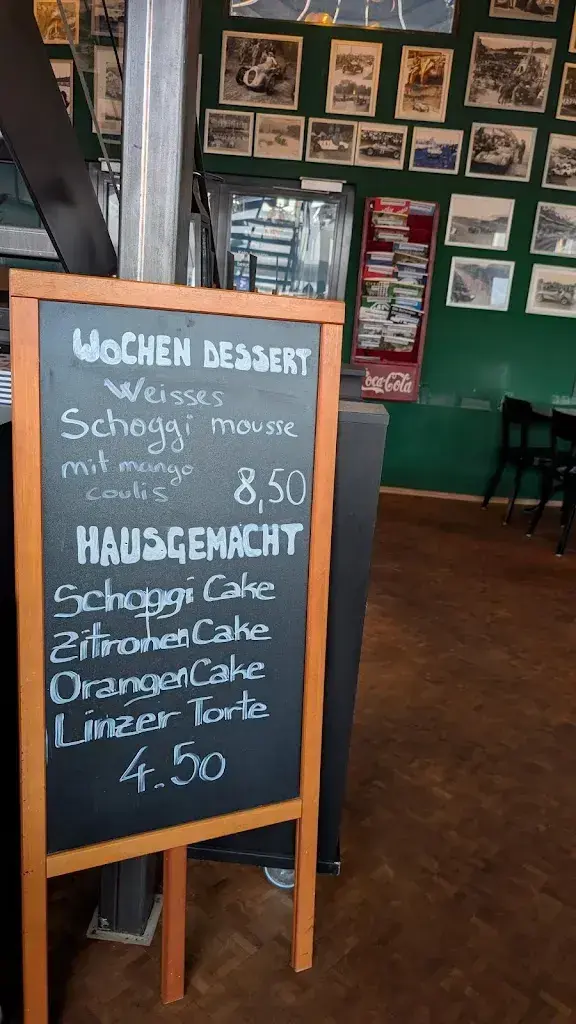 WOCHEN DESSERT
Weisses
Schoggi mousse
mit mango
coulis 8,50
HAUSGEMACHT
Schoggi Cake
Zitronen Cake
Orangen Cake
Linzer Torte
4.50
Coca-Cola